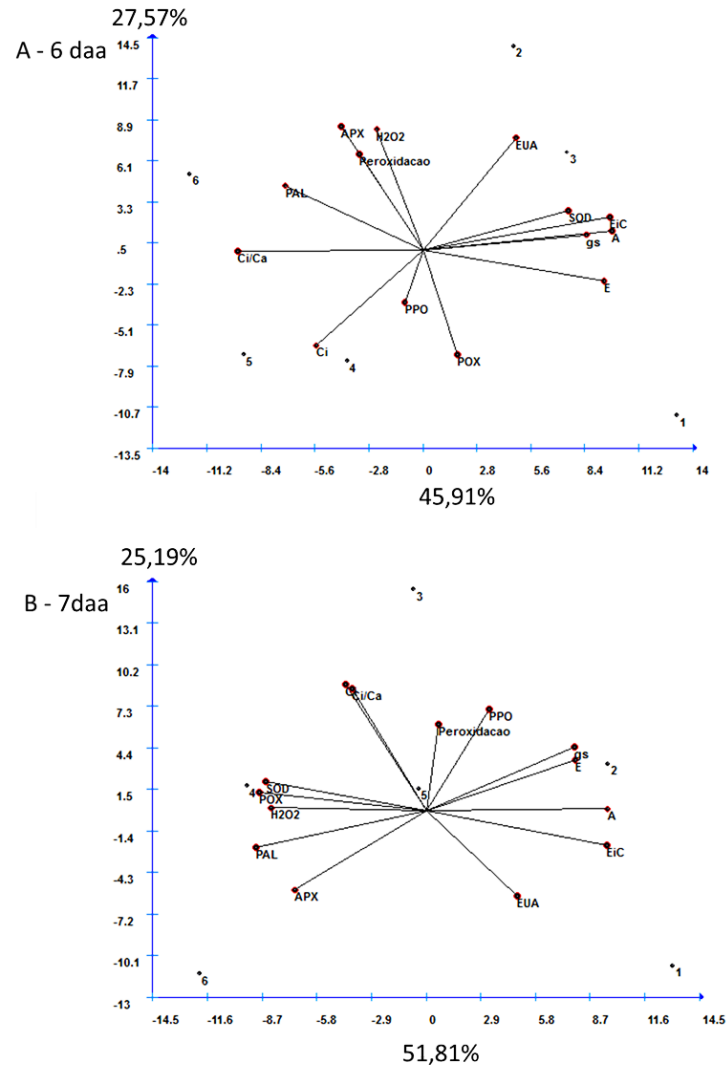 27,57%
A - 6 daa
14.5
2
11.7
8.9
APX
H2O2
EUA
3
6.1
Peroxidacao
6
PAL
3.3
SOD
EiC
.5
gs
A
Ci/Ca
-2.3
E
PPO
-5.1
5
Ci
4
POX
-7.9
-10.7
1
-13.5
-14 -11.2 -8.4 -5.6 -2.8 0 2.8 5.6 8.4 11.2 14
45,91%
25,19%
B - 7daa
16
3
13.1
10.2
Ci/Ca
7.3
PPO
Peroxidacao
4.4
gs
E
2
SOD
4
5
1.5
POX
H2O2
A
-1.4
PAL
EiC
-4.3
APX
EUA
-7.2
-10.1
1
6
-13
-14.5 -11.6 -8.7 -5.8 -2.9 0 2.9 5.8 8.7 11.6 14.5
51,81%